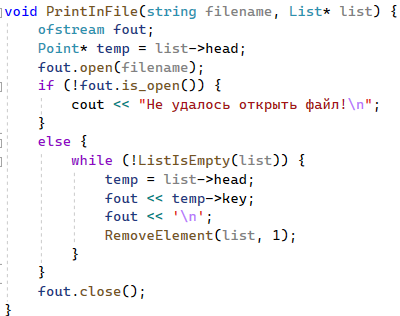 void PrintInFile(string filename, List* list) {
    ofstream fout;
    Point* temp = list->head;
    fout.open(filename);
    if (!fout.is_open()) {
        cout << "Не удалось открыть файл!\n";
    }
    else {
        while (!ListIsEmpty(list)) {
            temp = list->head;
            fout << temp->key;
            fout << '\n';
            RemoveElement(list, 1);
        }
    }
    fout.close();
}